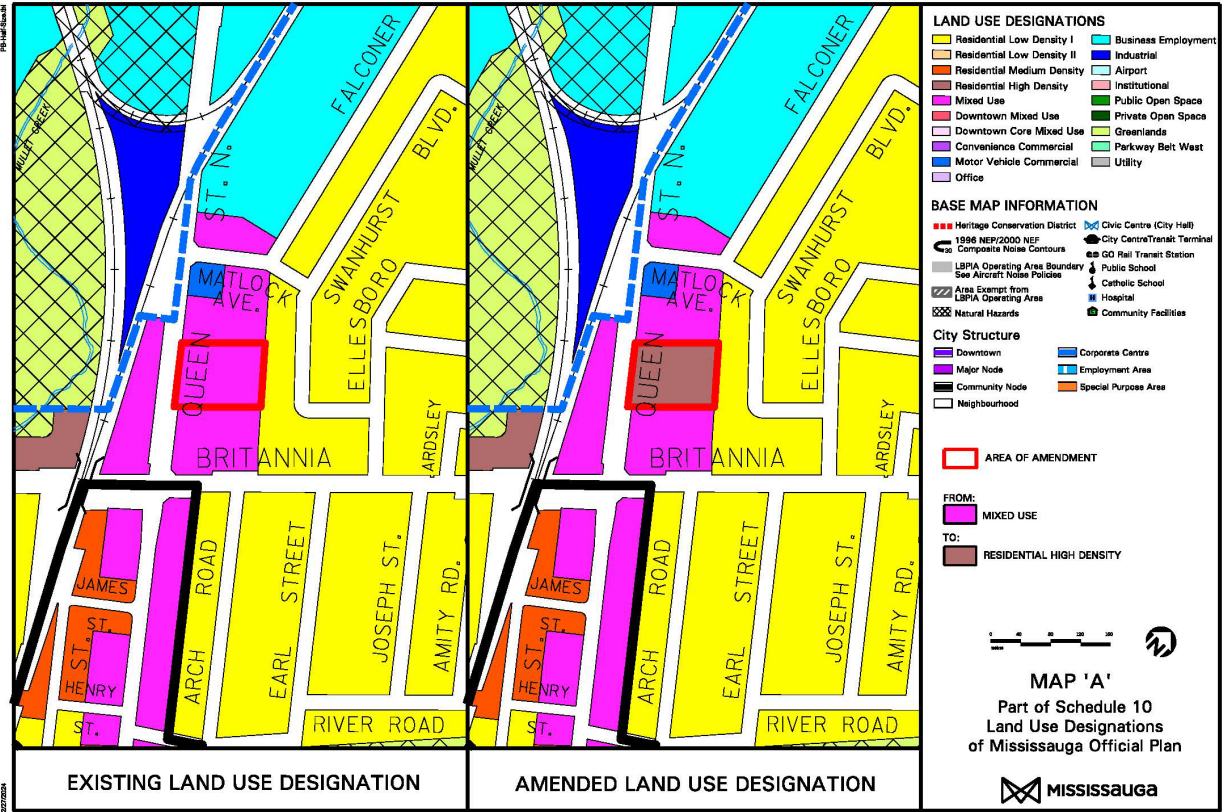 PB-Half-Size.tbl
2/27/2024
MULLET CREEK
FALCONER
ST. N.
BLVD.
SWANHURST
MATLOCK
AVE.
ELLESBORO
QUEEN
ARDSLEY
BRITANNIA
ARCH ROAD
EARL STREET
JOSEPH ST.
AMITY RD.
JAMES
ST.
ST.
HENRY
ST.
RIVER ROAD
EXISTING LAND USE DESIGNATION
MULLET CREEK
FALCONER
ST. N.
BLVD.
SWANHURST
MATLOCK
AVE.
ELLESBORO
QUEEN
ARDSLEY
BRITANNIA
ARCH ROAD
EARL STREET
JOSEPH ST.
AMITY RD.
JAMES
ST.
ST.
HENRY
ST.
RIVER ROAD
AMENDED LAND USE DESIGNATION
LAND USE DESIGNATIONS
Residential Low Density I
Residential Low Density II
Residential Medium Density
Residential High Density
Mixed Use
Downtown Mixed Use
Downtown Core Mixed Use
Convenience Commercial
Motor Vehicle Commercial
Office
Business Employment
Industrial
Airport
Institutional
Public Open Space
Private Open Space
Greenlands
Parkway Belt West
Utility
BASE MAP INFORMATION
Heritage Conservation District
1996 NEP/2000 NEF
Composite Noise Contours
30
LBPIA Operating Area Boundary
See Aircraft Noise Policies
Area Exempt from
LBPIA Operating Area
Natural Hazards
Civic Centre (City Hall)
City CentreTransit Terminal
GO Rail Transit Station
Public School
Catholic School
H Hospital
Community Facilities
City Structure
Downtown
Major Node
Community Node
Neighbourhood
Corporate Centre
Employment Area
Special Purpose Area
AREA OF AMENDMENT
FROM:
MIXED USE
TO:
RESIDENTIAL HIGH DENSITY
MAP 'A'
Part of Schedule 10
Land Use Designations
of Mississauga Official Plan
MISSISSAUGA